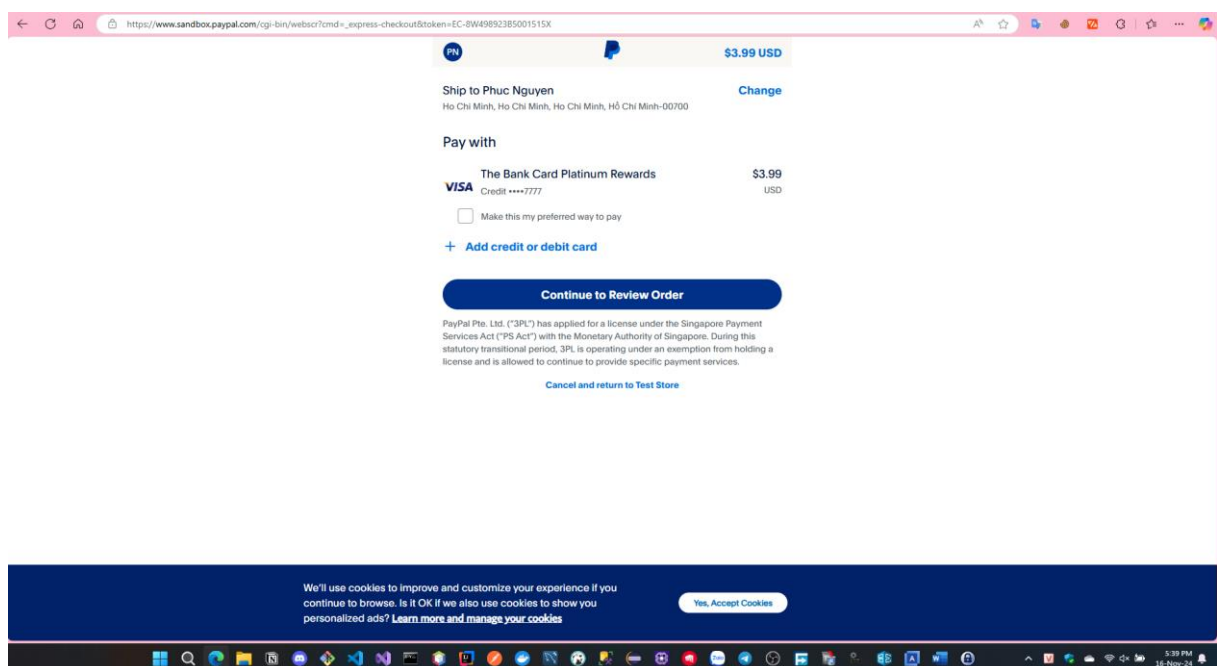 https://www.sandbox.paypal.com/cgi-bin/webscr?cmd=_express-checkout&token=EC-8W498923B5001515X
PN
$3.99 USD
Ship to Phuc Nguyen
Change
Ho Chi Minh, Ho Chi Minh, Ho Chi Minh, Hồ Chí Minh-00700
Pay with
The Bank Card Platinum Rewards
$3.99
VISA
Credit ••••7777
USD
Make this my preferred way to pay
+ Add credit or debit card
Continue to Review Order
PayPal Pte. Ltd. ("3PL") has applied for a license under the Singapore Payment
Services Act ("PS Act") with the Monetary Authority of Singapore. During this
statutory transitional period, 3PL is operating under an exemption from holding a
license and is allowed to continue to provide specific payment services.
Cancel and return to Test Store
We'll use cookies to improve and customize your experience if you
continue to browse. Is it OK if we also use cookies to show you
personalized ads? Learn more and manage your cookies
Yes, Accept Cookies
5:39 PM
16-Nov-24